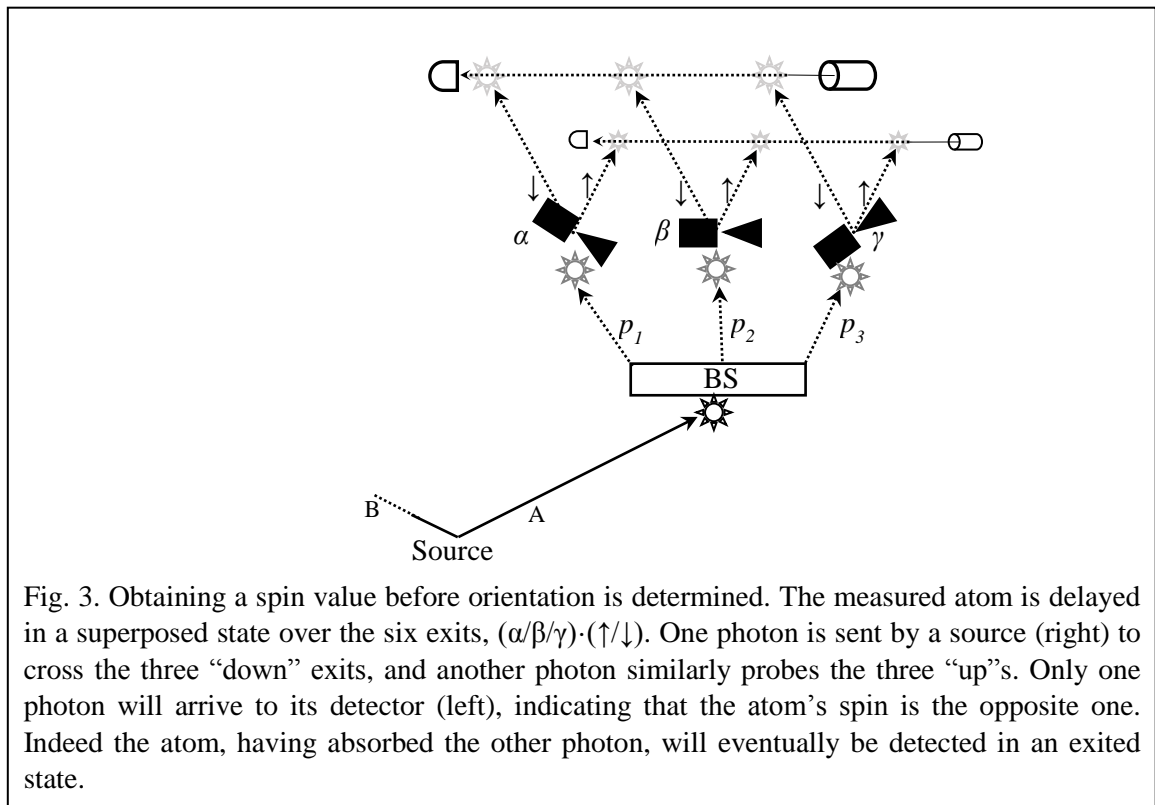 ↓ ↑ ↓ ↑ ↓ ↑
α β γ
p1 p2 p3
BS
B A
Source
Fig. 3. Obtaining a spin value before orientation is determined. The measured atom is delayed
in a superposed state over the six exits, (α/β/γ)·(↑/↓). One photon is sent by a source (right) to
cross the three “down” exits, and another photon similarly probes the three “up”s. Only one
photon will arrive to its detector (left), indicating that the atom’s spin is the opposite one.
Indeed the atom, having absorbed the other photon, will eventually be detected in an exited
state.